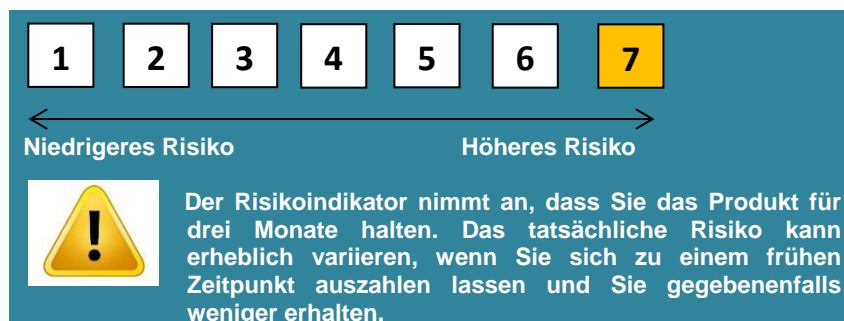 1 2 3 4 5 6 7
Niedrigeres Risiko Höheres Risiko
Der Risikoindikator nimmt an, dass Sie das Produkt für
drei Monate halten. Das tatsächliche Risiko kann
erheblich variieren, wenn Sie sich zu einem frühen
Zeitpunkt auszahlen lassen und Sie gegebenenfalls
weniger erhalten.